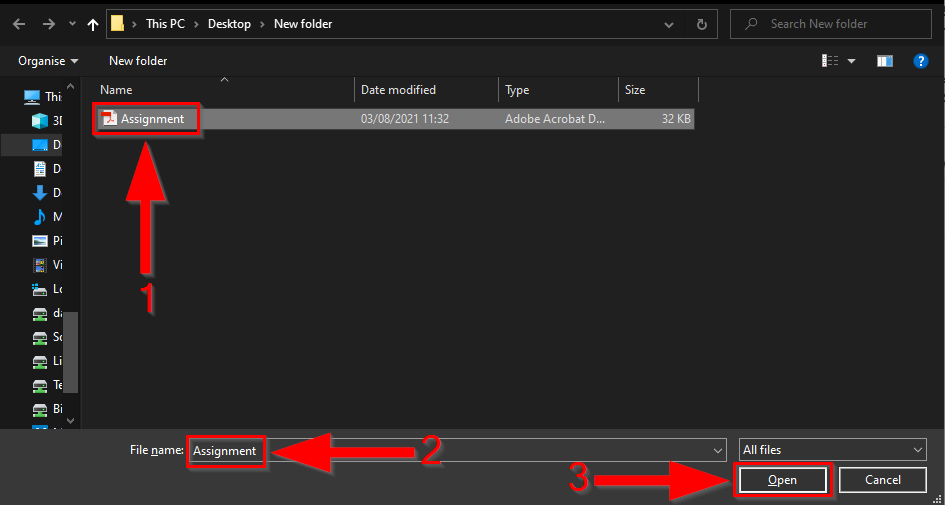 This PC > Desktop > New folder
Search New folder
Organise
New folder
?
Name
Date modified
Type
Size
Assignment
03/08/2021 11:32
Adobe Acrobat D...
32 KB
1
Thi
3D
D
De
D
M
Pi
Vi
Lo
da
So
Li
Te
Bi
File name:
Assignment
2
All files
3
Open
Cancel